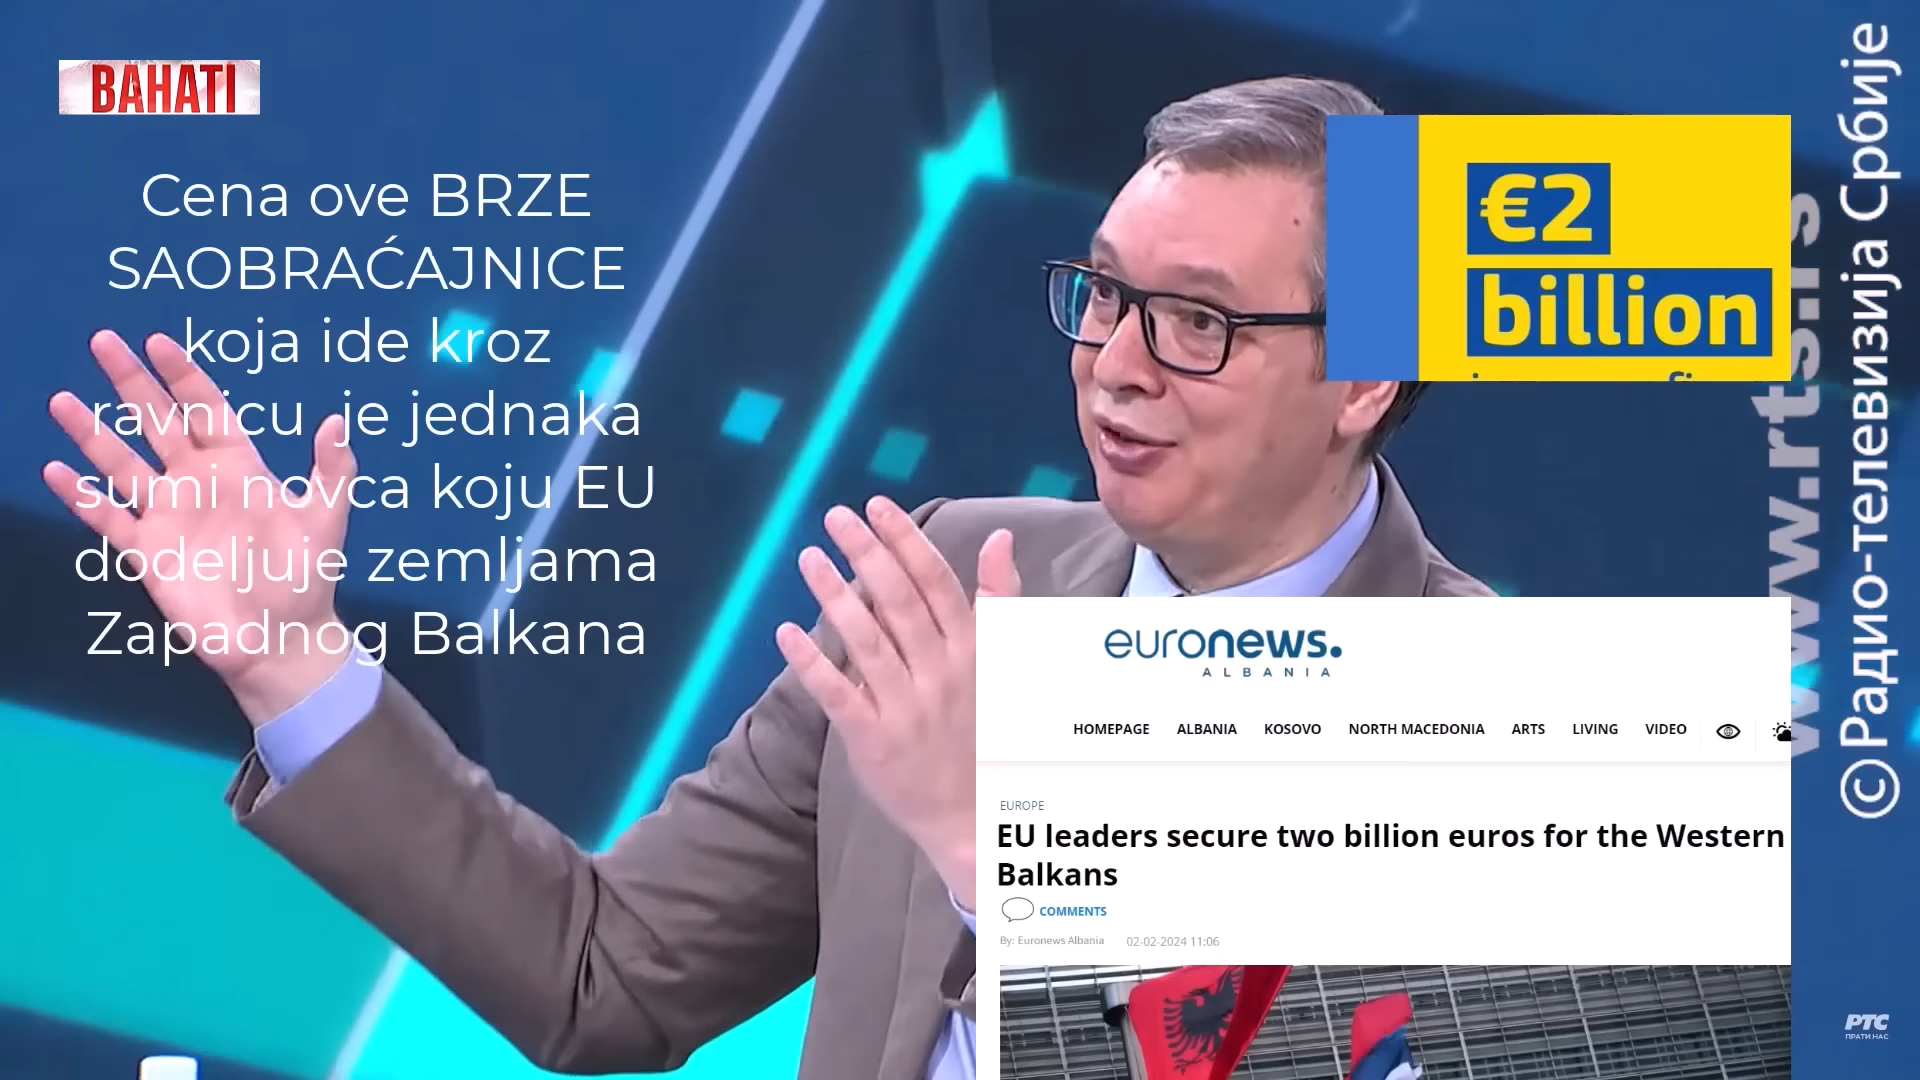 BAHATI
Cena ove BRZE
SAOBRAĆAJNICE
koja ide kroz
ravnicu je jednaka
sumi novca koju EU
dodeljuje zemljama
Zapadnog Balkana
€2
billion
euronews.
ALBANIA
HOMEPAGE ALBANIA KOSOVO NORTH MACEDONIA ARTS LIVING VIDEO
EUROPE
EU leaders secure two billion euros for the Western
Balkans
COMMENTS
By: Euronews Albania 02-02-2024 11:06
www.rts.rs
© Радио-телевизија Србије
РТС
ПРАТИ НАС